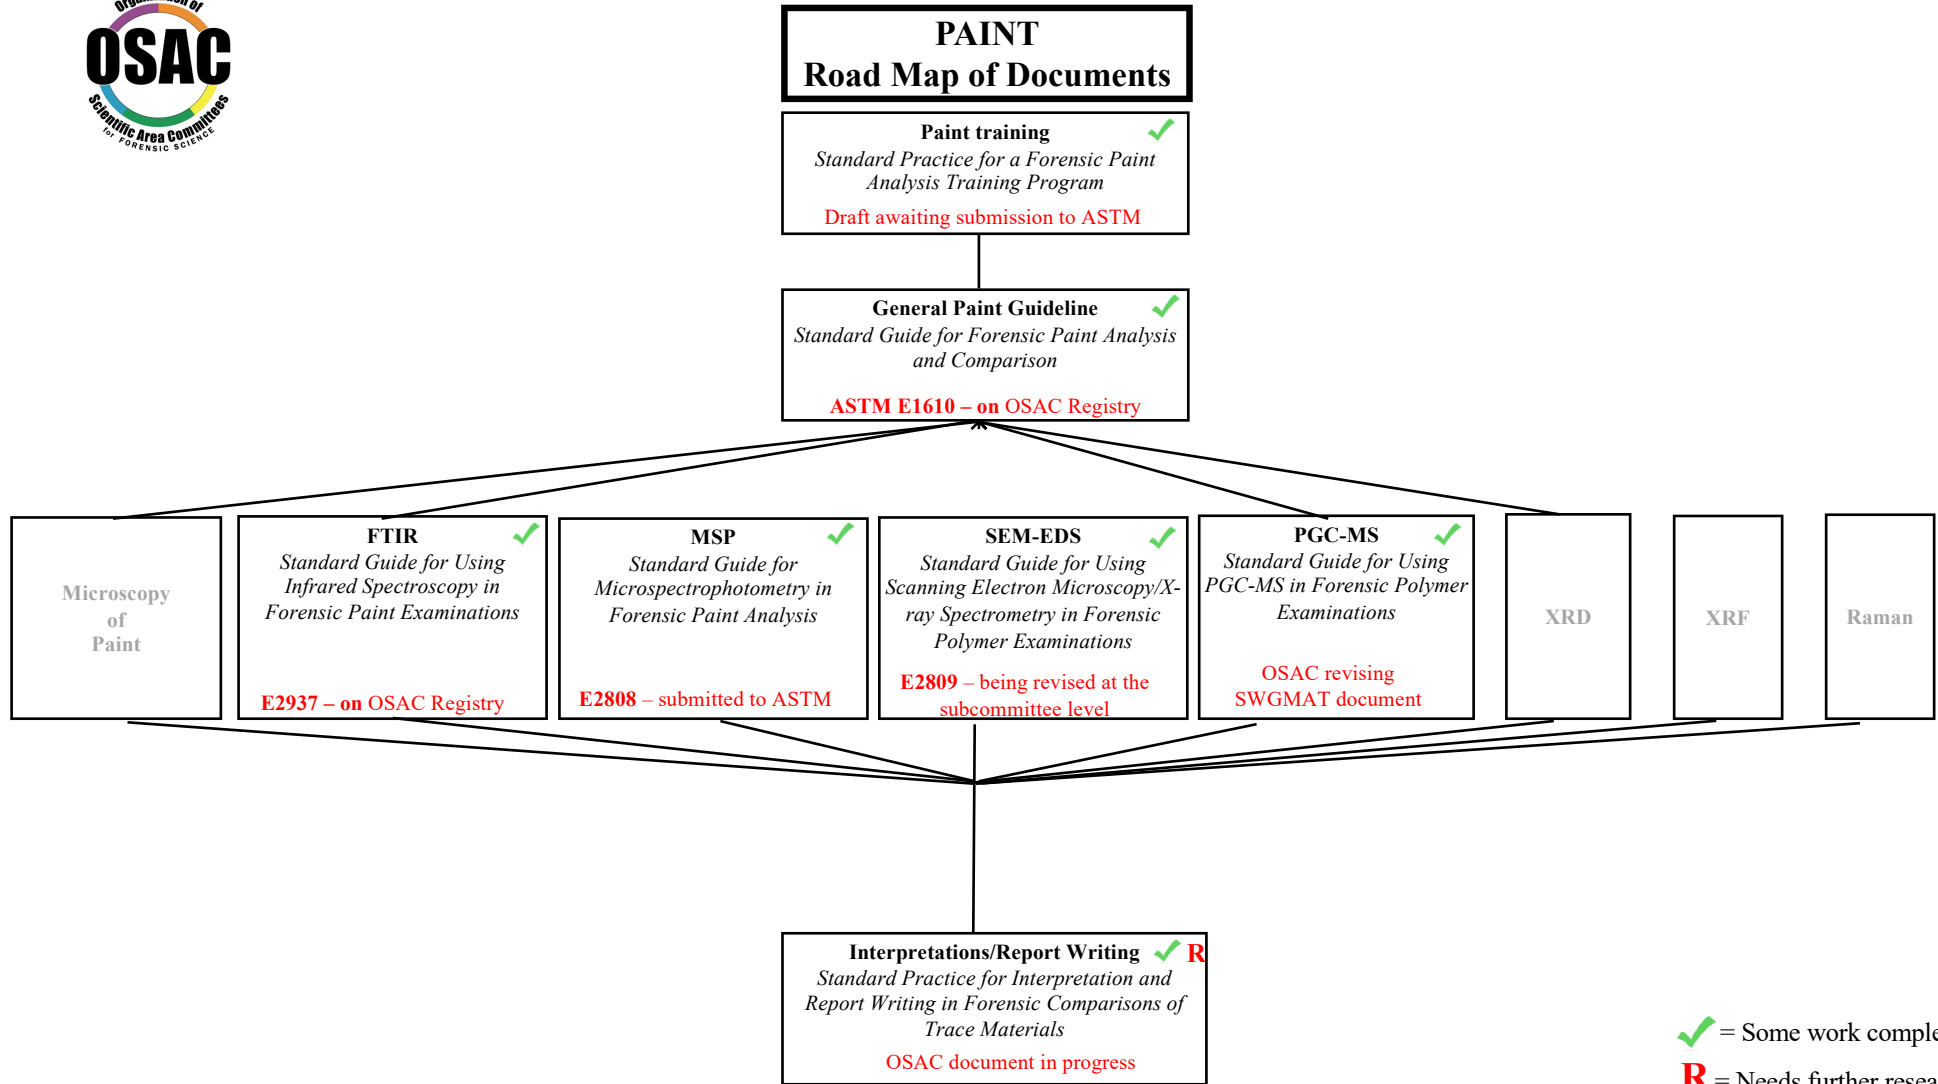 Organization of
OSAC
Scientific Area Committees
for FORENSIC SCIENCE
PAINT
Road Map of Documents
Paint training
Standard Practice for a Forensic Paint
Analysis Training Program
Draft awaiting submission to ASTM
General Paint Guideline
Standard Guide for Forensic Paint Analysis
and Comparison
ASTM E1610 – on OSAC Registry
Microscopy
of
Paint
FTIR
Standard Guide for Using
Infrared Spectroscopy in
Forensic Paint Examinations
E2937 – on OSAC Registry
MSP
Standard Guide for
Microspectrophotometry in
Forensic Paint Analysis
E2808 – submitted to ASTM
SEM-EDS
Standard Guide for Using
Scanning Electron Microscopy/X-
ray Spectrometry in Forensic
Polymer Examinations
E2809 – being revised at the
subcommittee level
PGC-MS
Standard Guide for Using
PGC-MS in Forensic Polymer
Examinations
OSAC revising
SWGMAT document
XRD
XRF
Raman
Interpretations/Report Writing R
Standard Practice for Interpretation and
Report Writing in Forensic Comparisons of
Trace Materials
OSAC document in progress
= Some work comple
R = Needs further resea